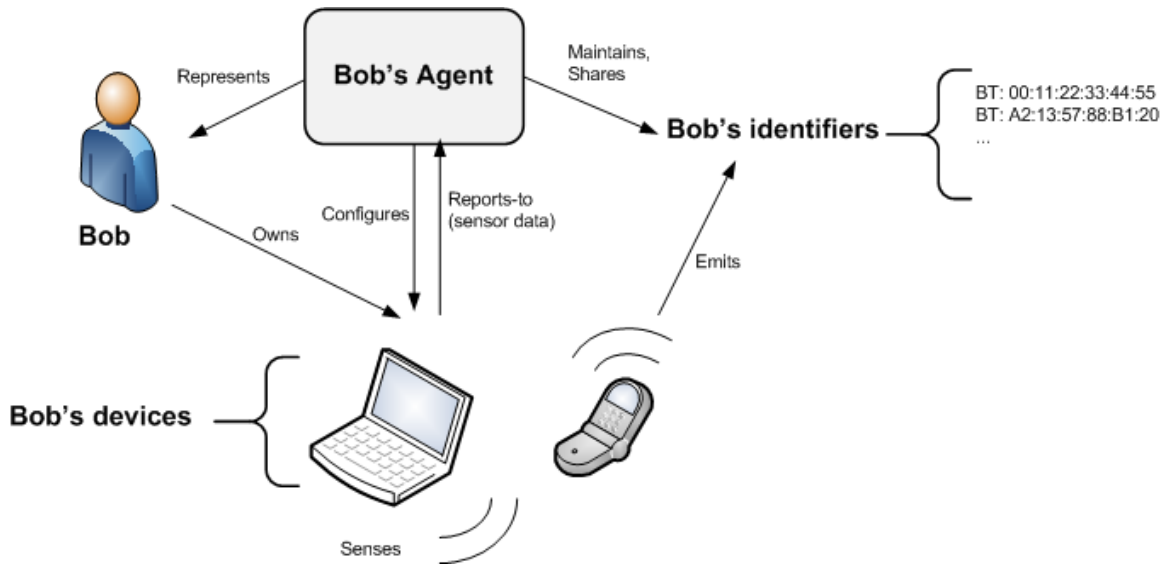 Bob's Agent
Represents
Maintains,
Shares
Bob's identifiers
BT: 00:11:22:33:44:55
BT: A2:13:57:88:B1:20
...
Bob
Owns
Configures
Reports-to
(sensor data)
Emits
Bob's devices
Senses